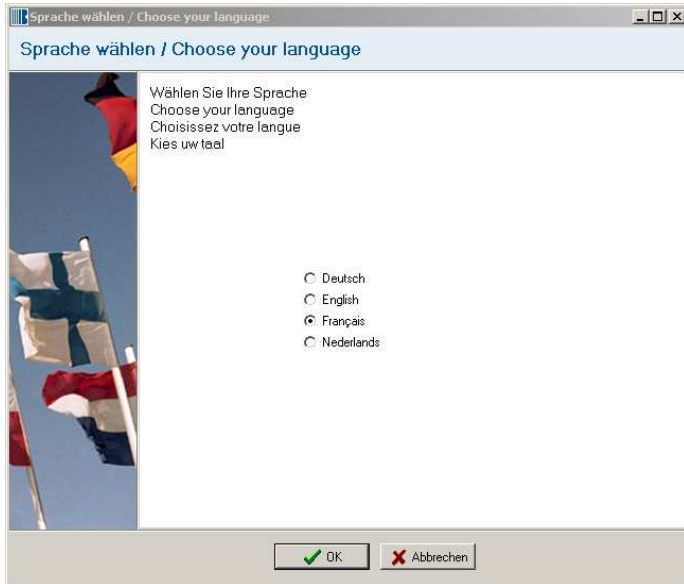 Sprache wählen / Choose your language
Sprache wählen / Choose your language
Wählen Sie Ihre Sprache
Choose your language
Choisissez votre langue
Kies uw taal
Deutsch
English
Français
Nederlands
OK
Abbrechen